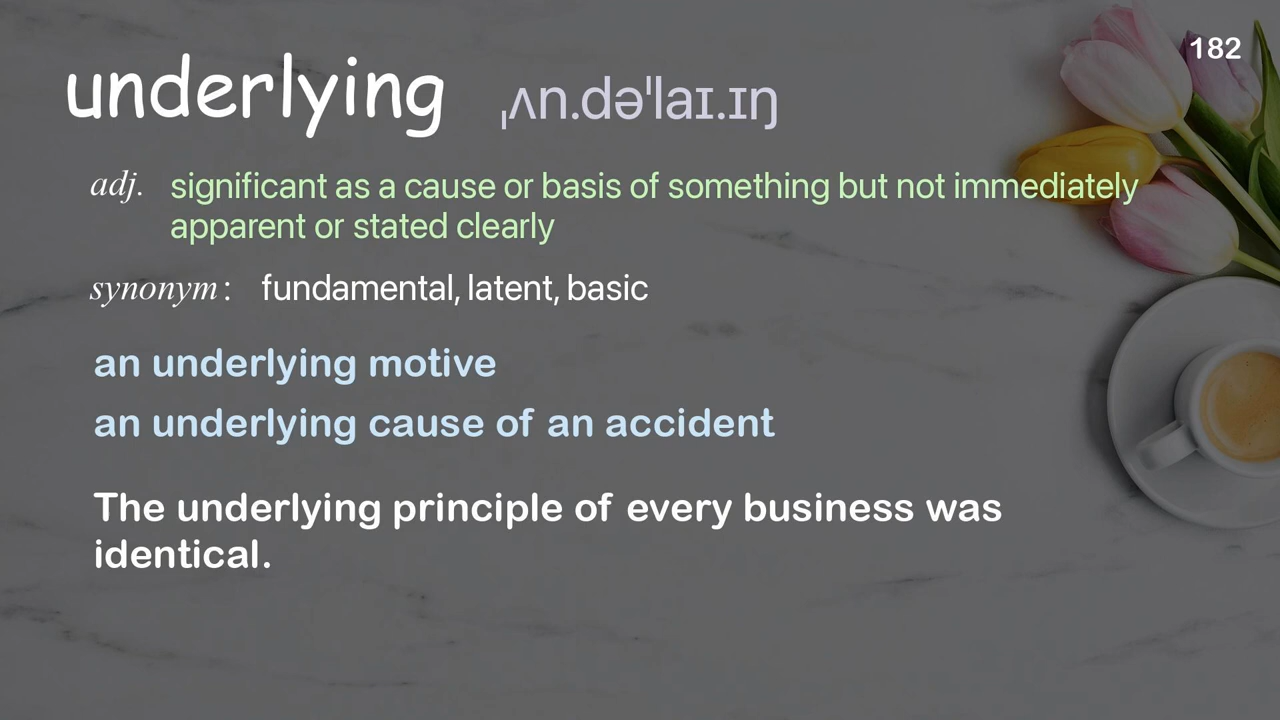 182
underlying ˌʌn.dəˈlaɪ.ɪŋ
adj. significant as a cause or basis of something but not immediately
apparent or stated clearly
synonym : fundamental, latent, basic
an underlying motive
an underlying cause of an accident
The underlying principle of every business was
identical.